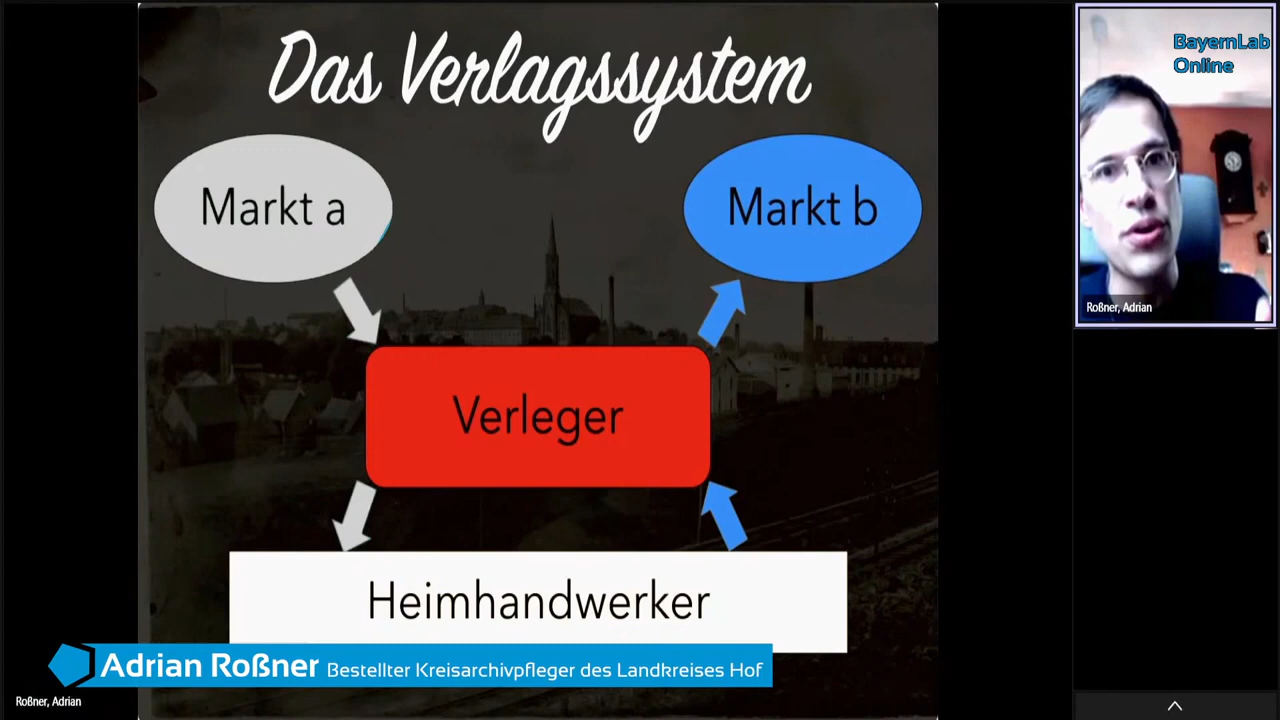 Das Verlagssystem
Markt a
Markt b
Verleger
Heimhandwerker
Adrian Roßner Bestellter Kreisarchivpfleger des Landkreises Hof
Roßner, Adrian
BayernLab
Online
Roßner, Adrian